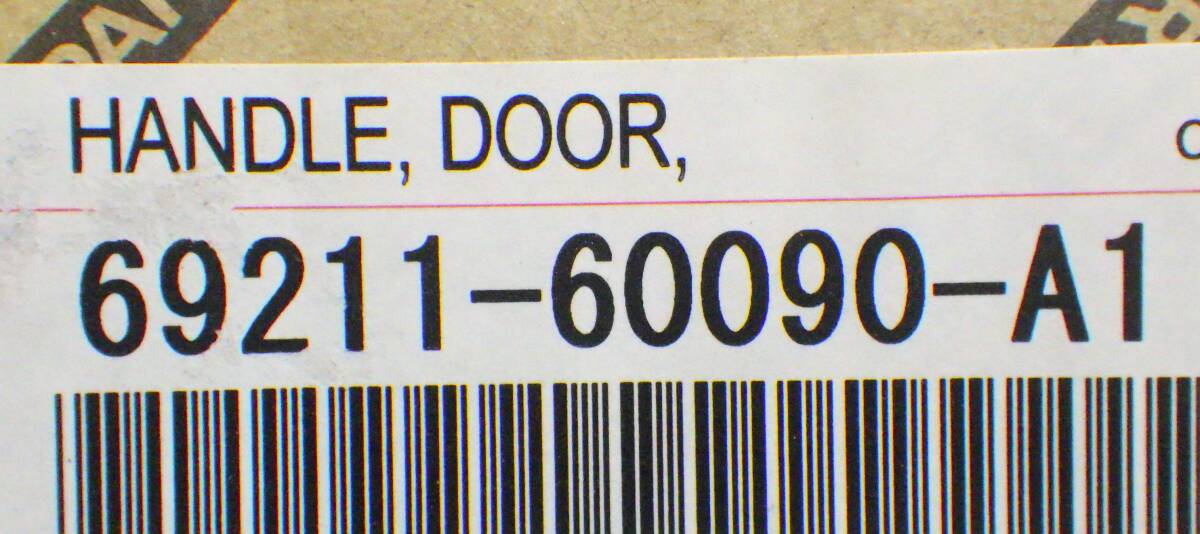 HANDLE, DOOR,
69211-60090-A1